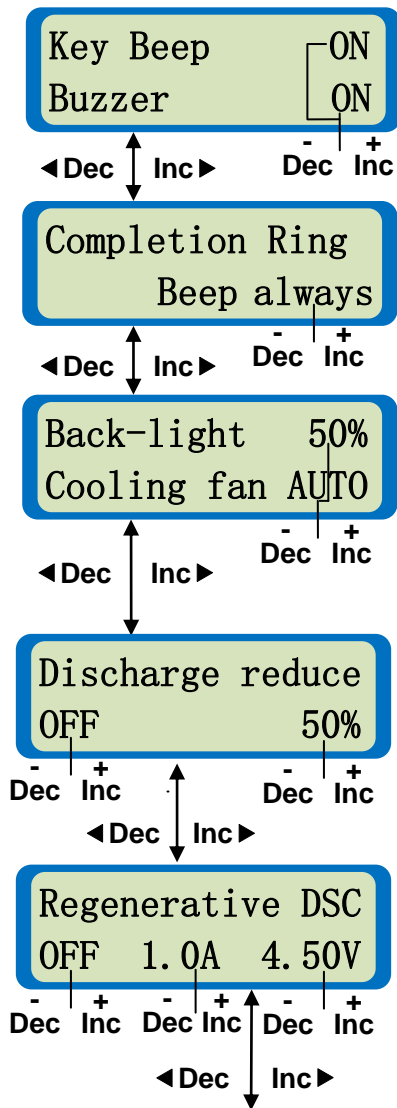 Key Beep ON
Buzzer ON
- +
Dec Inc
◄Dec Inc►
Completion Ring
Beep always
- +
Dec Inc
◄Dec Inc►
Back-light 50%
Cooling fan AUTO
- +
Dec Inc
◄Dec Inc►
Discharge reduce
OFF 50%
- + - +
Dec Inc Dec Inc
◄Dec Inc►
Regenerative DSC
OFF 1.0A 4.50V
- + - + - +
Dec Inc Dec Inc Dec Inc
◄Dec Inc►